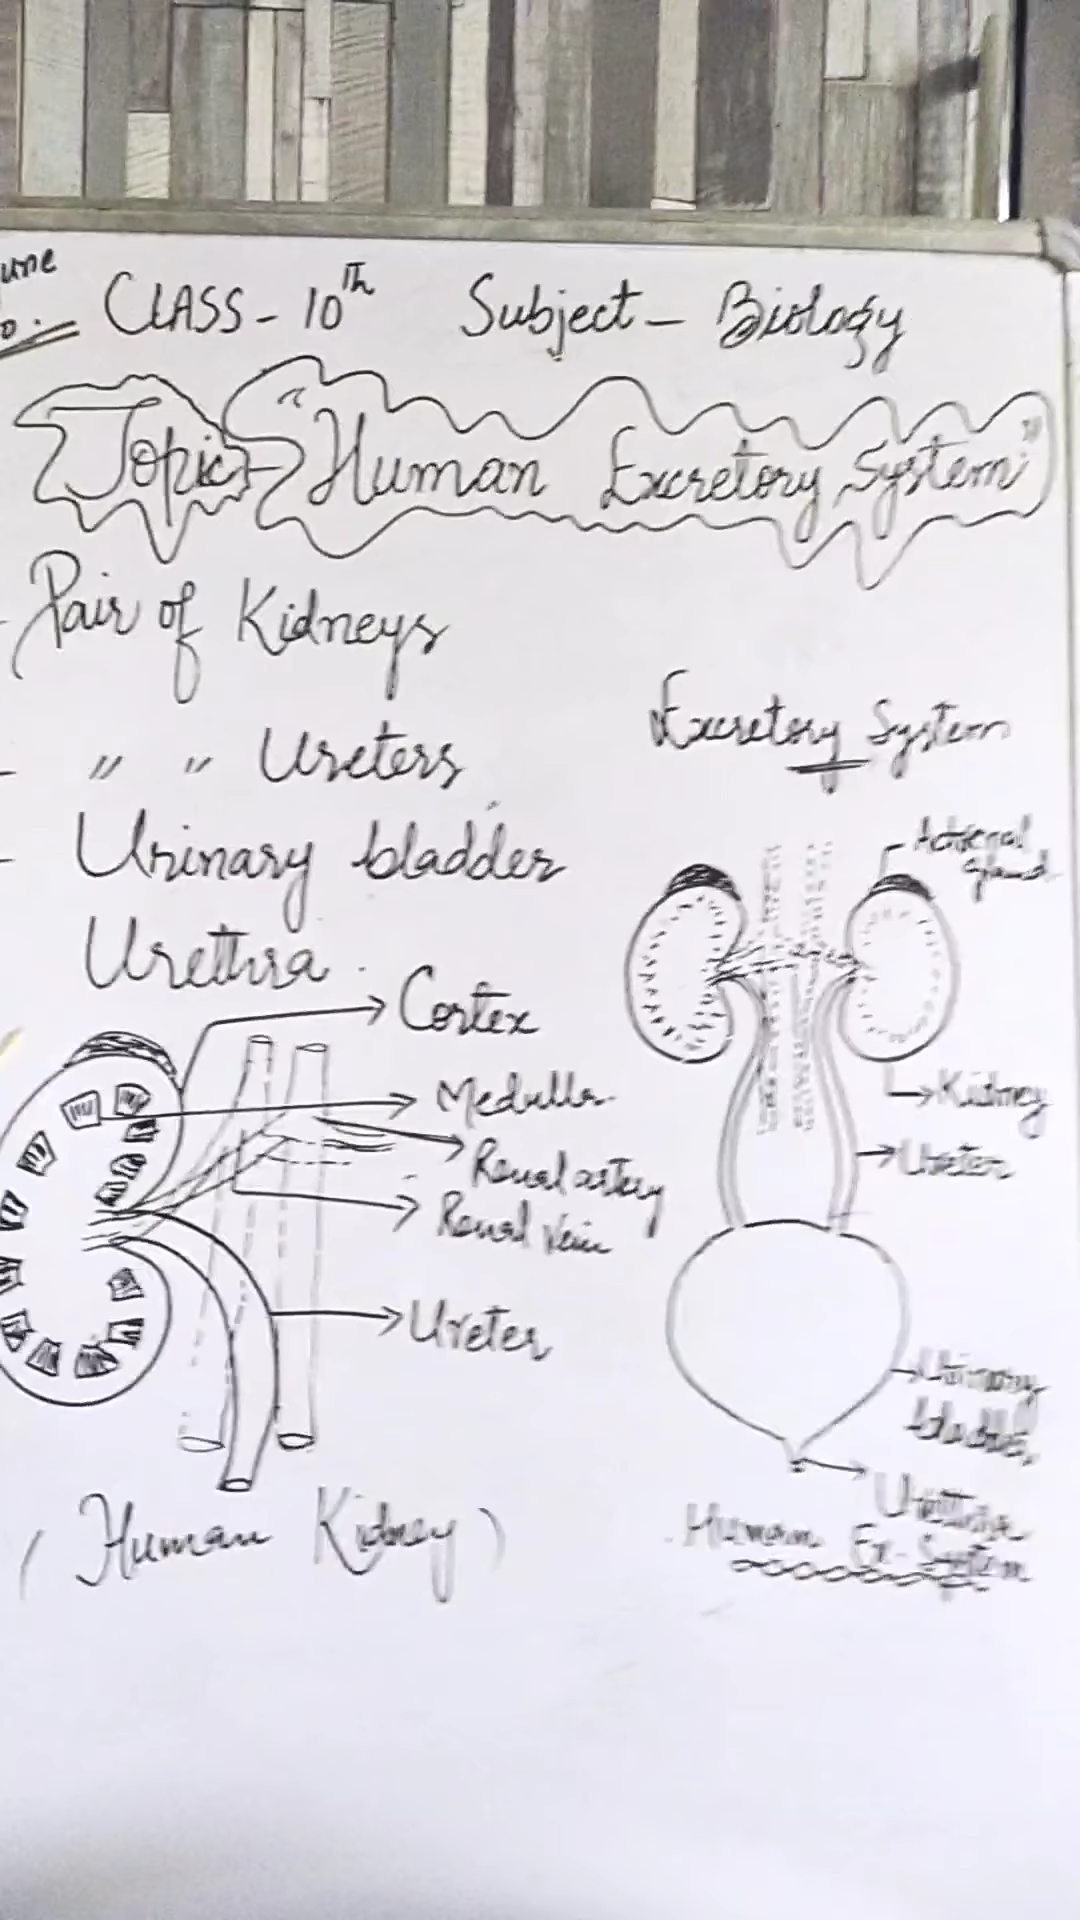 une
CLASS - 10th Subject - Biology
Topic - "Human Excretory System"
- Pair of Kidneys
- " " Ureters
- Urinary bladder
Urethra
Cortex
Medulla
Renal artery
Renal Vein
Ureter
(Human Kidney)
Excretory System
Adrenal
gland
Kidney
Ureter
Urinary
bladder
Urethra
Human Ex. System